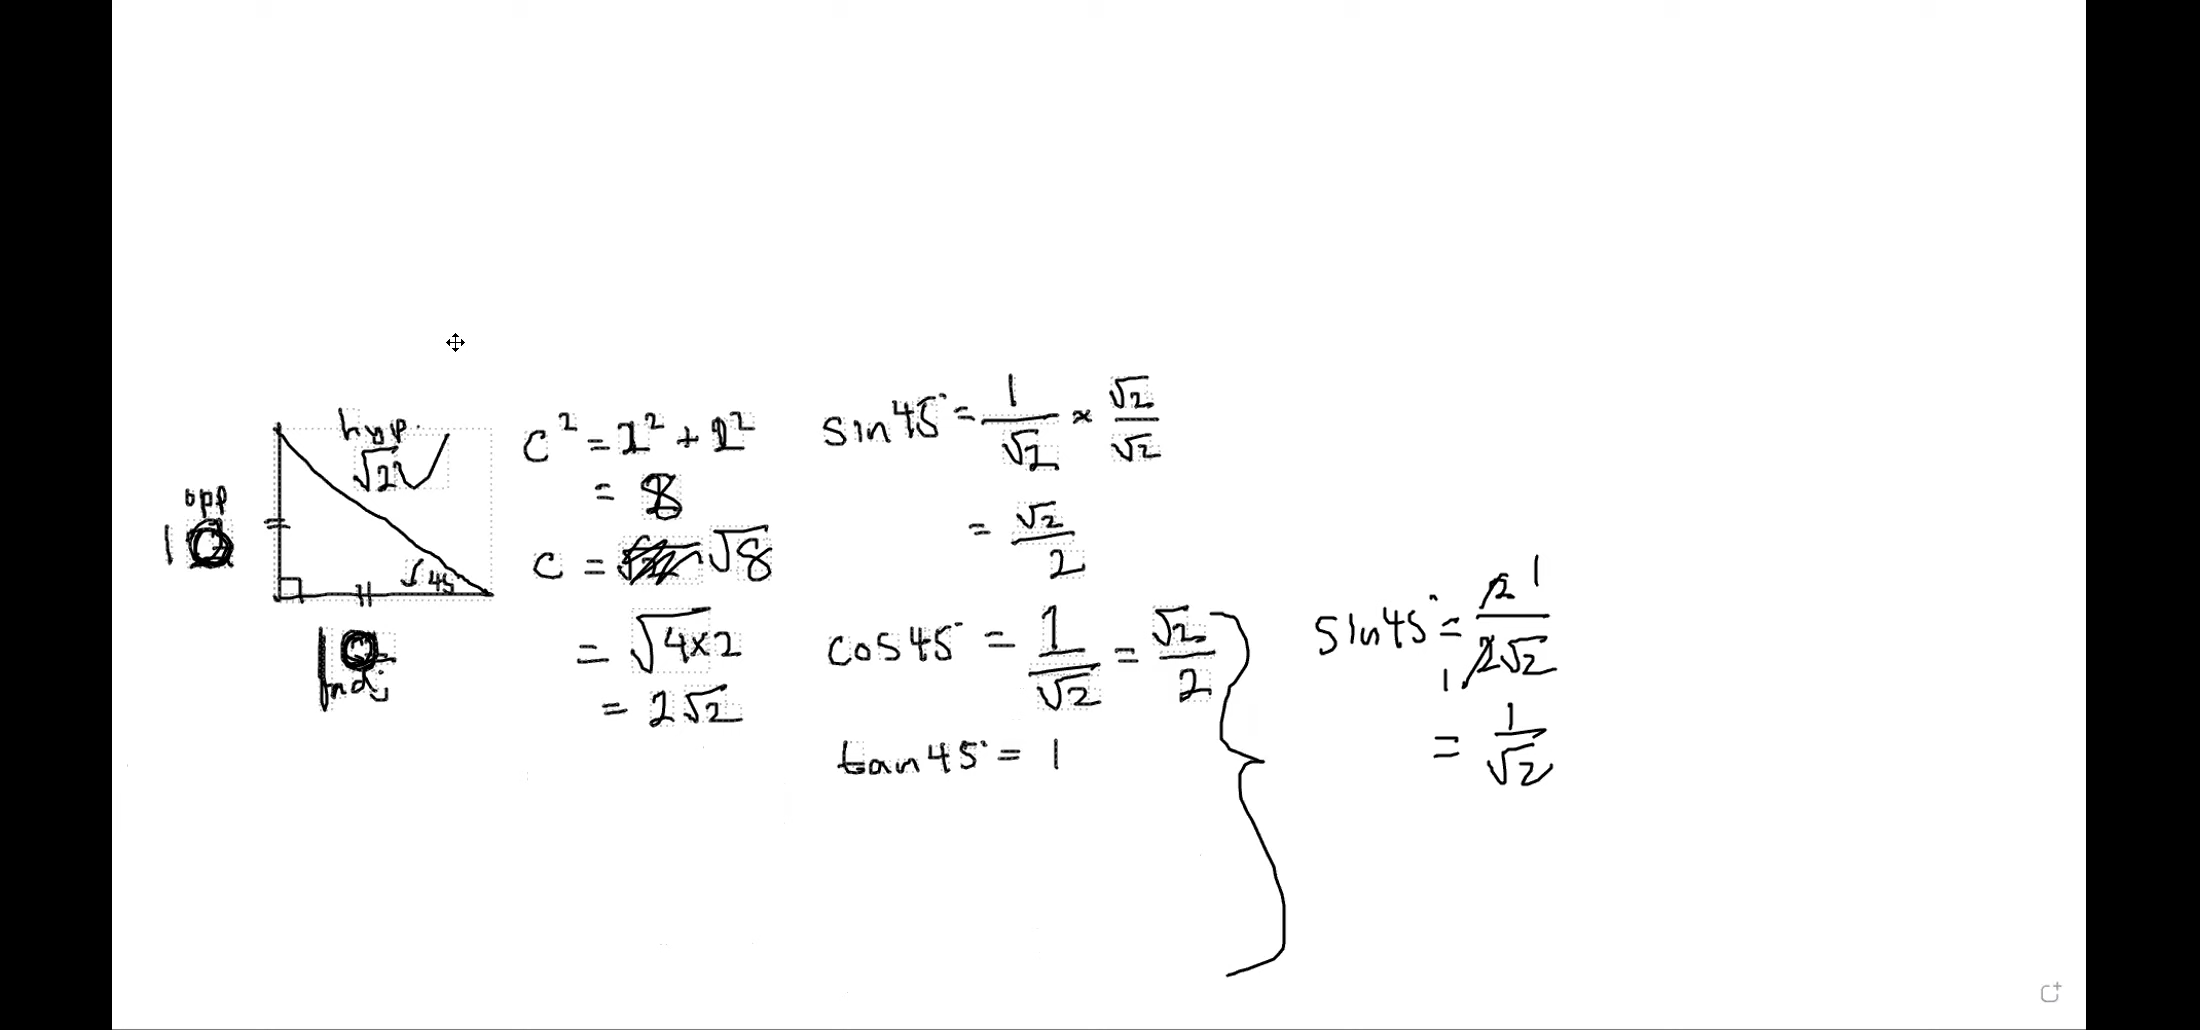 hyp.
√2
opp
1
45°
1
adj
c² = 2² + 2²
= 8
c = √8
= √4×2
= 2√2
sin 45° = 1/√2 × √2/√2
= √2/2
cos 45° = 1/√2 = √2/2
tan 45° = 1
sin 45° = 2 1/2√2 1
= 1/√2